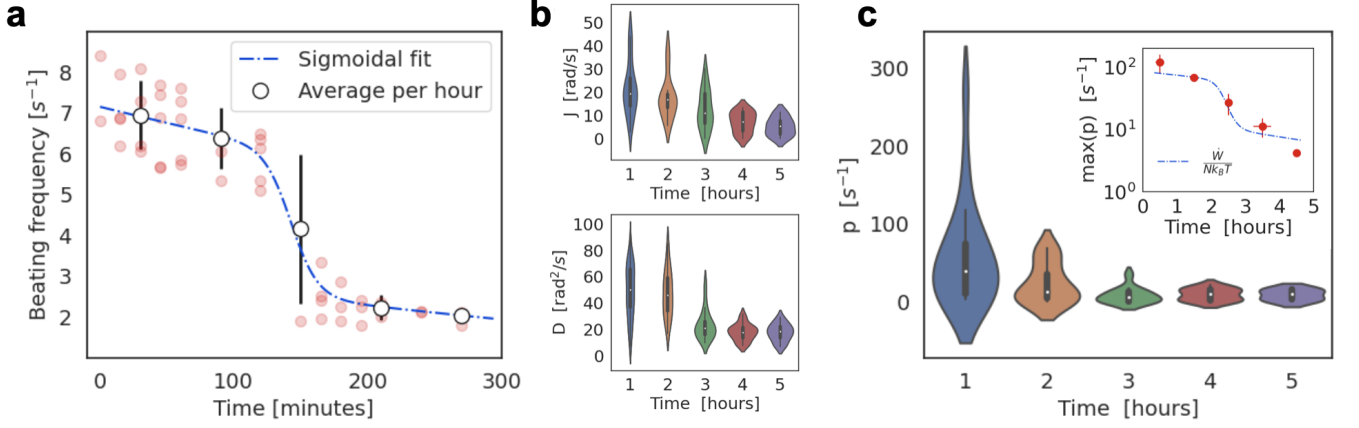 a
Beating frequency [s⁻¹]
8
7
6
5
4
3
2
0
100
200
300
Time [minutes]
Sigmoidal fit
Average per hour
b
J [rad/s]
50
40
30
20
10
0
1 2 3 4 5
Time [hours]
D [rad²/s]
100
80
60
40
20
0
1 2 3 4 5
Time [hours]
c
p [s⁻¹]
300
200
100
0
1 2 3 4 5
Time [hours]
max(p) [s⁻¹]
10²
10¹
10⁰
Ẇ
Nk_BT
0 1 2 3 4 5
Time [hours]